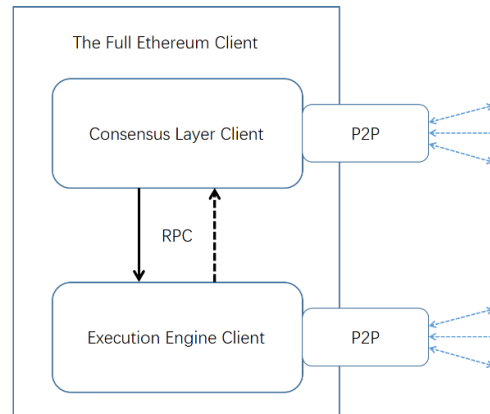 The Full Ethereum Client
Consensus Layer Client
P2P
RPC
Execution Engine Client
P2P